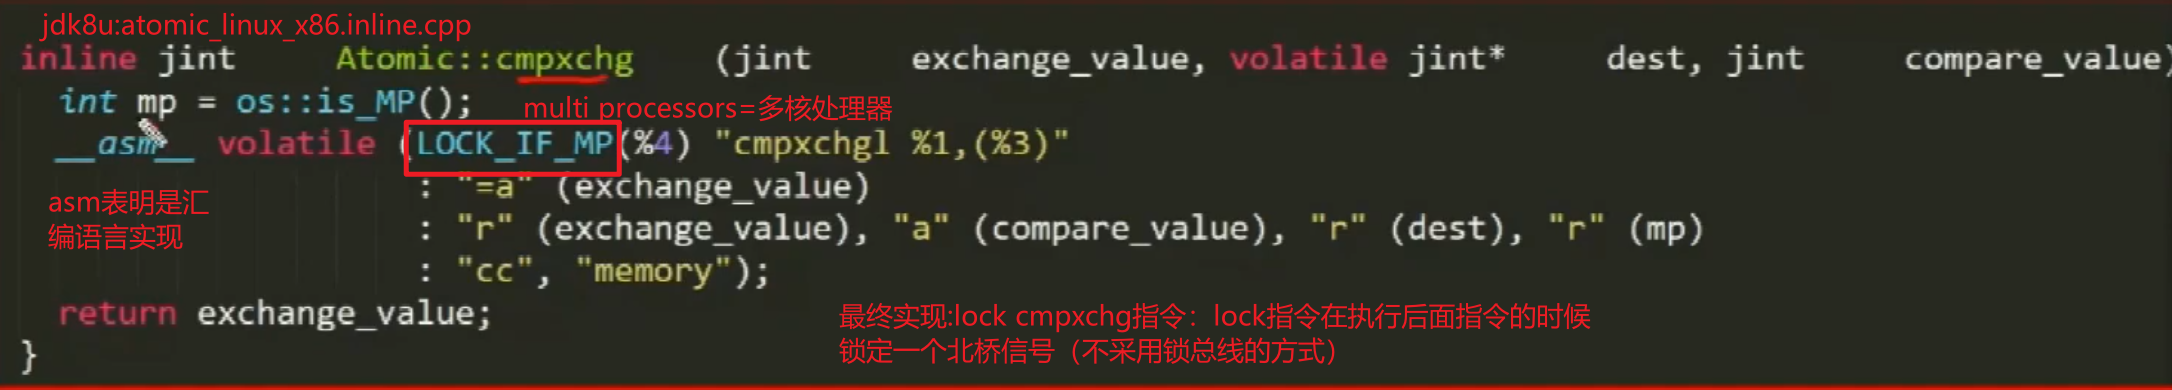 jdk8u:atomic_linux_x86.inline.cpp
inline jint Atomic::cmpxchg (jint exchange_value, volatile jint* dest, jint compare_value)
int mp = os::is_MP();
multi processors=多核处理器
__asm__ volatile (LOCK_IF_MP(%4) "cmpxchgl %1,(%3)"
: "=a" (exchange_value)
asm表明是汇
编语言实现
: "r" (exchange_value), "a" (compare_value), "r" (dest), "r" (mp)
: "cc", "memory");
return exchange_value;
最终实现:lock cmpxchg指令：lock指令在执行后面指令的时候
锁定一个北桥信号（不采用锁总线的方式）
}